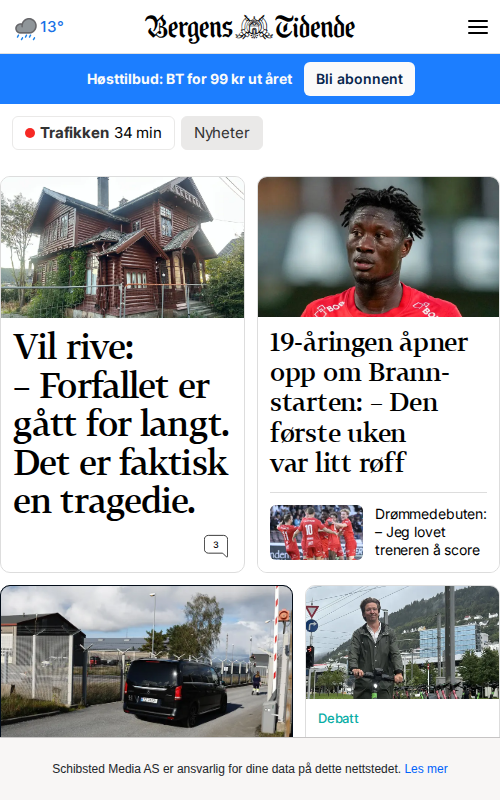 13°
Bergens Tidende
Høsttilbud: BT for 99 kr ut året
Bli abonnent
Trafikken 34 min
Nyheter
Vil rive:
– Forfallet er
gått for langt.
Det er faktisk
en tragedie.
3
19-åringen åpner
opp om Brann-
starten: – Den
første uken
var litt røff
Drømmedebuten:
– Jeg lovet
treneren å score
Debatt
Schibsted Media AS er ansvarlig for dine data på dette nettstedet. Les mer